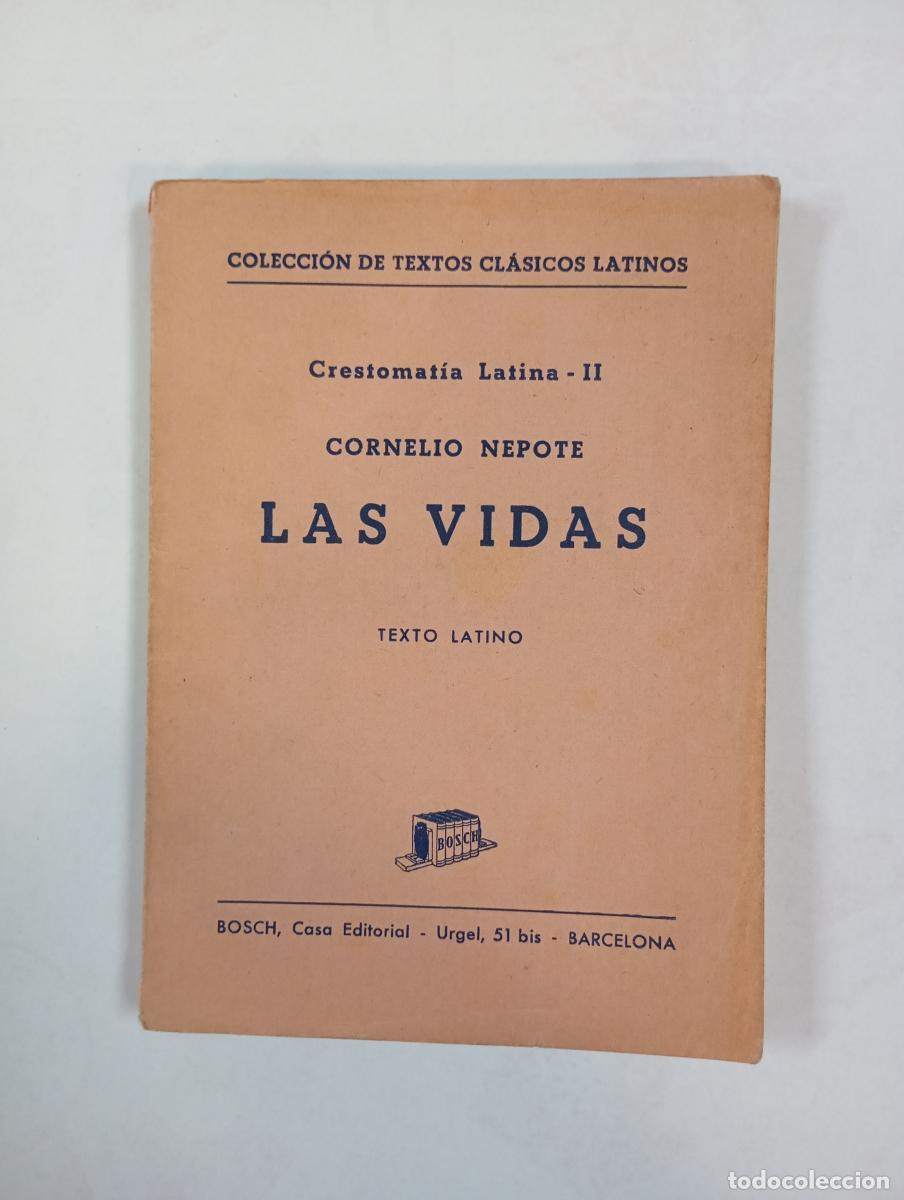 COLECCIÓN DE TEXTOS CLÁSICOS LATINOS
Crestomatía Latina - II
CORNELIO NEPOTE
LAS VIDAS
TEXTO LATINO
BOSCH
BOSCH, Casa Editorial - Urgel, 51 bis - BARCELONA
todocoleccion